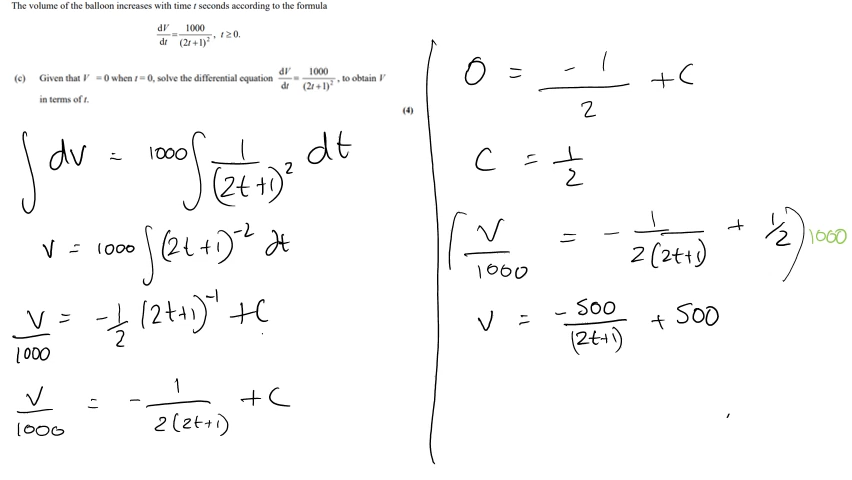 The volume of the balloon increases with time t seconds according to the formula
dV/dt = 1000/(2t+1)², t ≥ 0.
(c) Given that V = 0 when t = 0, solve the differential equation dV/dt = 1000/(2t+1)², to obtain V
in terms of t.
(4)
∫ dv = 1000 ∫ 1/(2t+1)² dt
V = 1000 ∫ (2t+1)⁻² dt
V/1000 = -1/2 (2t+1)⁻¹ + C
V/1000 = - 1/2(2t+1) + C
0 = -1/2 + C
C = 1/2
(V/1000 = - 1/2(2t+1) + 1/2) 1000
V = -500/(2t+1) + 500